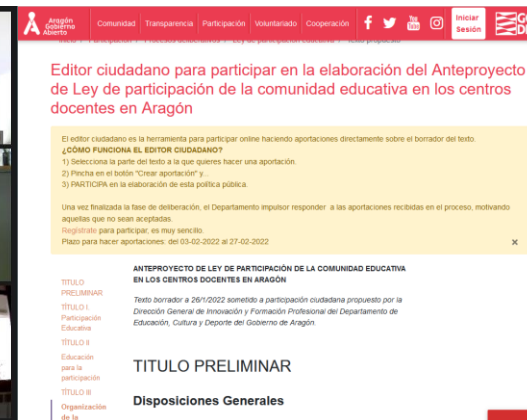 Aragón
Gobierno
Abierto
Comunidad Transparencia Participación Voluntariado Cooperación
Iniciar
Sesión
Editor ciudadano para participar en la elaboración del Anteproyecto
de Ley de participación de la comunidad educativa en los centros
docentes en Aragón
El editor ciudadano es la herramienta para participar online haciendo aportaciones directamente sobre el borrador del texto.
¿CÓMO FUNCIONA EL EDITOR CIUDADANO?
1) Selecciona la parte del texto a la que quieres hacer una aportación.
2) Pincha en el botón "Crear aportación" y...
3) PARTICIPA en la elaboración de esta política pública.
Una vez finalizada la fase de deliberación, el Departamento impulsor responder a las aportaciones recibidas en el proceso, motivando
aquellas que no sean aceptadas.
Regístrate para participar, es muy sencillo.
Plazo para hacer aportaciones: del 03-02-2022 al 27-02-2022
×
TITULO
PRELIMINAR
TÍTULO I.
Participación
Educativa
TÍTULO II
Educación
para la
participación
TÍTULO III
Organización
de la
ANTEPROYECTO DE LEY DE PARTICIPACIÓN DE LA COMUNIDAD EDUCATIVA
EN LOS CENTROS DOCENTES EN ARAGÓN
Texto borrador a 26/1/2022 sometido a participación ciudadana propuesto por la
Dirección General de Innovación y Formación Profesional del Departamento de
Educación, Cultura y Deporte del Gobierno de Aragón.
TITULO PRELIMINAR
Disposiciones Generales